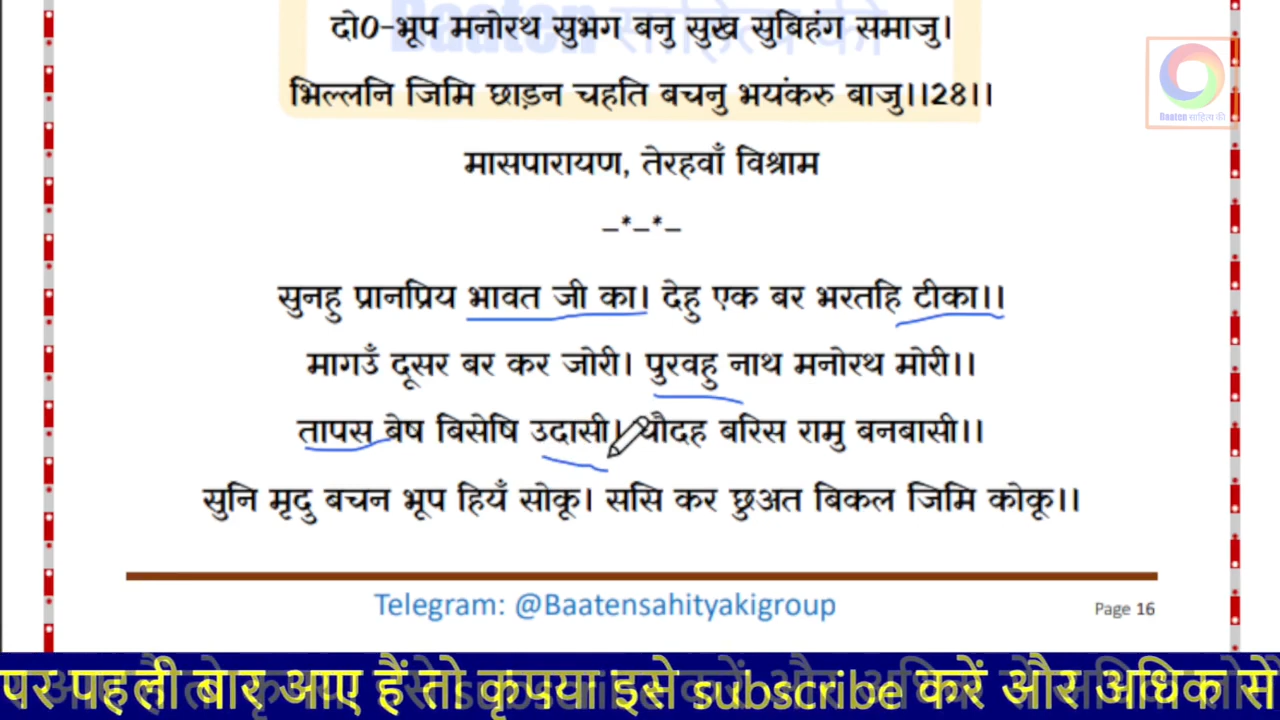 दो0-भूप मनोरथ सुभग बनु सुख सुबिहंग समाजु।
भिल्लनि जिमि छाड़न चहति बचनु भयंकरु बाजु।।28।।
Baaten साहित्य की
मासपारायण, तेरहवाँ विश्राम
–*–*–
सुनहु प्रानप्रिय भावत जी का। देहु एक बर भरतहि टीका।।
मागउँ दूसर बर कर जोरी। पुरवहु नाथ मनोरथ मोरी।।
तापस बेष बिसेषि उदासी। चौदह बरिस रामु बनबासी।।
सुनि मृदु बचन भूप हियँ सोकू। ससि कर छुअत बिकल जिमि कोकू।।
Telegram: @Baatensahityakigroup
Page 16
पर पहली बार आए हैं तो कृपया इसे subscribe करें और अधिक से